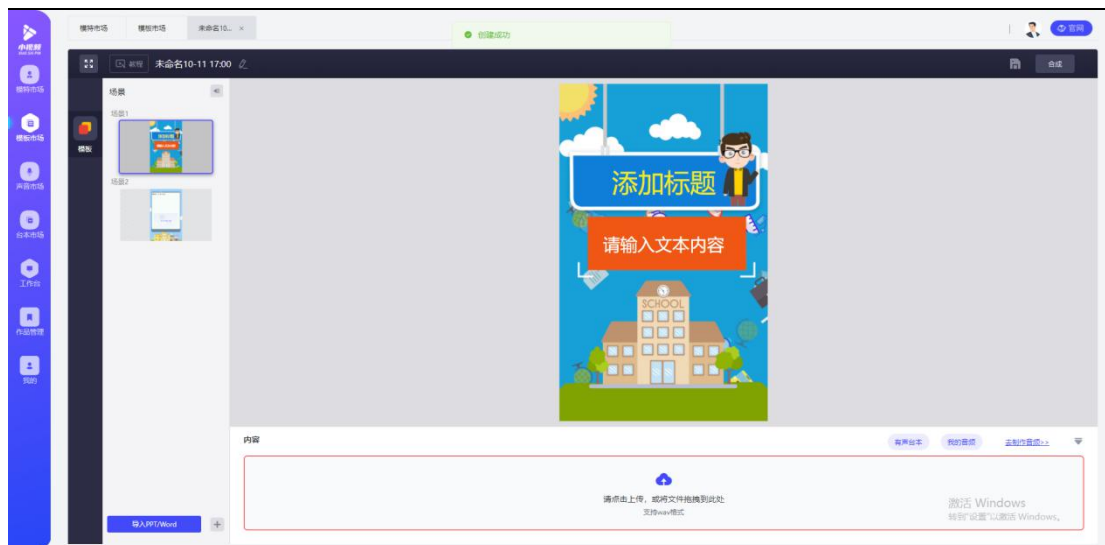 小视频
模特市场
模板市场
声音市场
台本市场
工作台
作品管理
我的
模特市场
模板市场
未命名10... ×
创建成功
官网
教程
未命名10-11 17:00
合成
模板
场景
场景1
场景2
导入PPT/Word
+
添加标题
请输入文本内容
SCHOOL
内容
有声台本
我的音频
去制作音频>>
请点击上传，或将文件拖拽到此处
支持wav格式
激活 Windows
转到"设置"以激活 Windows。